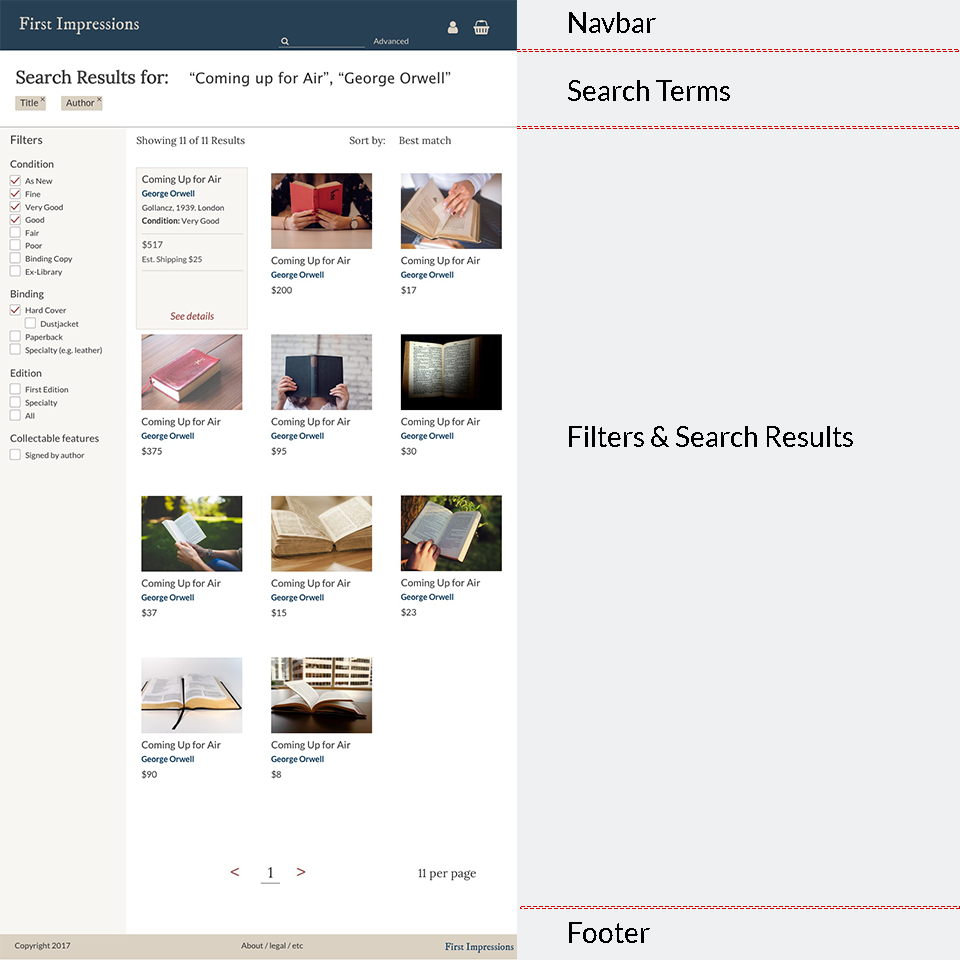 First Impressions
Advanced
Navbar
Search Results for: “Coming up for Air”, “George Orwell”
Title × Author ×
Search Terms
Filters
Condition
As New
Fine
Very Good
Good
Fair
Poor
Binding Copy
Ex-Library
Binding
Hard Cover
Dustjacket
Paperback
Specialty (e.g. leather)
Edition
First Edition
Specialty
All
Collectable features
Signed by author
Showing 11 of 11 Results
Sort by: Best match
Coming Up for Air
George Orwell
Gollancz, 1939. London
Condition: Very Good
$517
Est. Shipping $25
See details
Coming Up for Air
George Orwell
$200
Coming Up for Air
George Orwell
$17
Coming Up for Air
George Orwell
$375
Coming Up for Air
George Orwell
$95
Coming Up for Air
George Orwell
$30
Coming Up for Air
George Orwell
$37
Coming Up for Air
George Orwell
$15
Coming Up for Air
George Orwell
$23
Coming Up for Air
George Orwell
$90
Coming Up for Air
George Orwell
$8
< 1 >
11 per page
Filters & Search Results
Copyright 2017
About / legal / etc
First Impressions
Footer